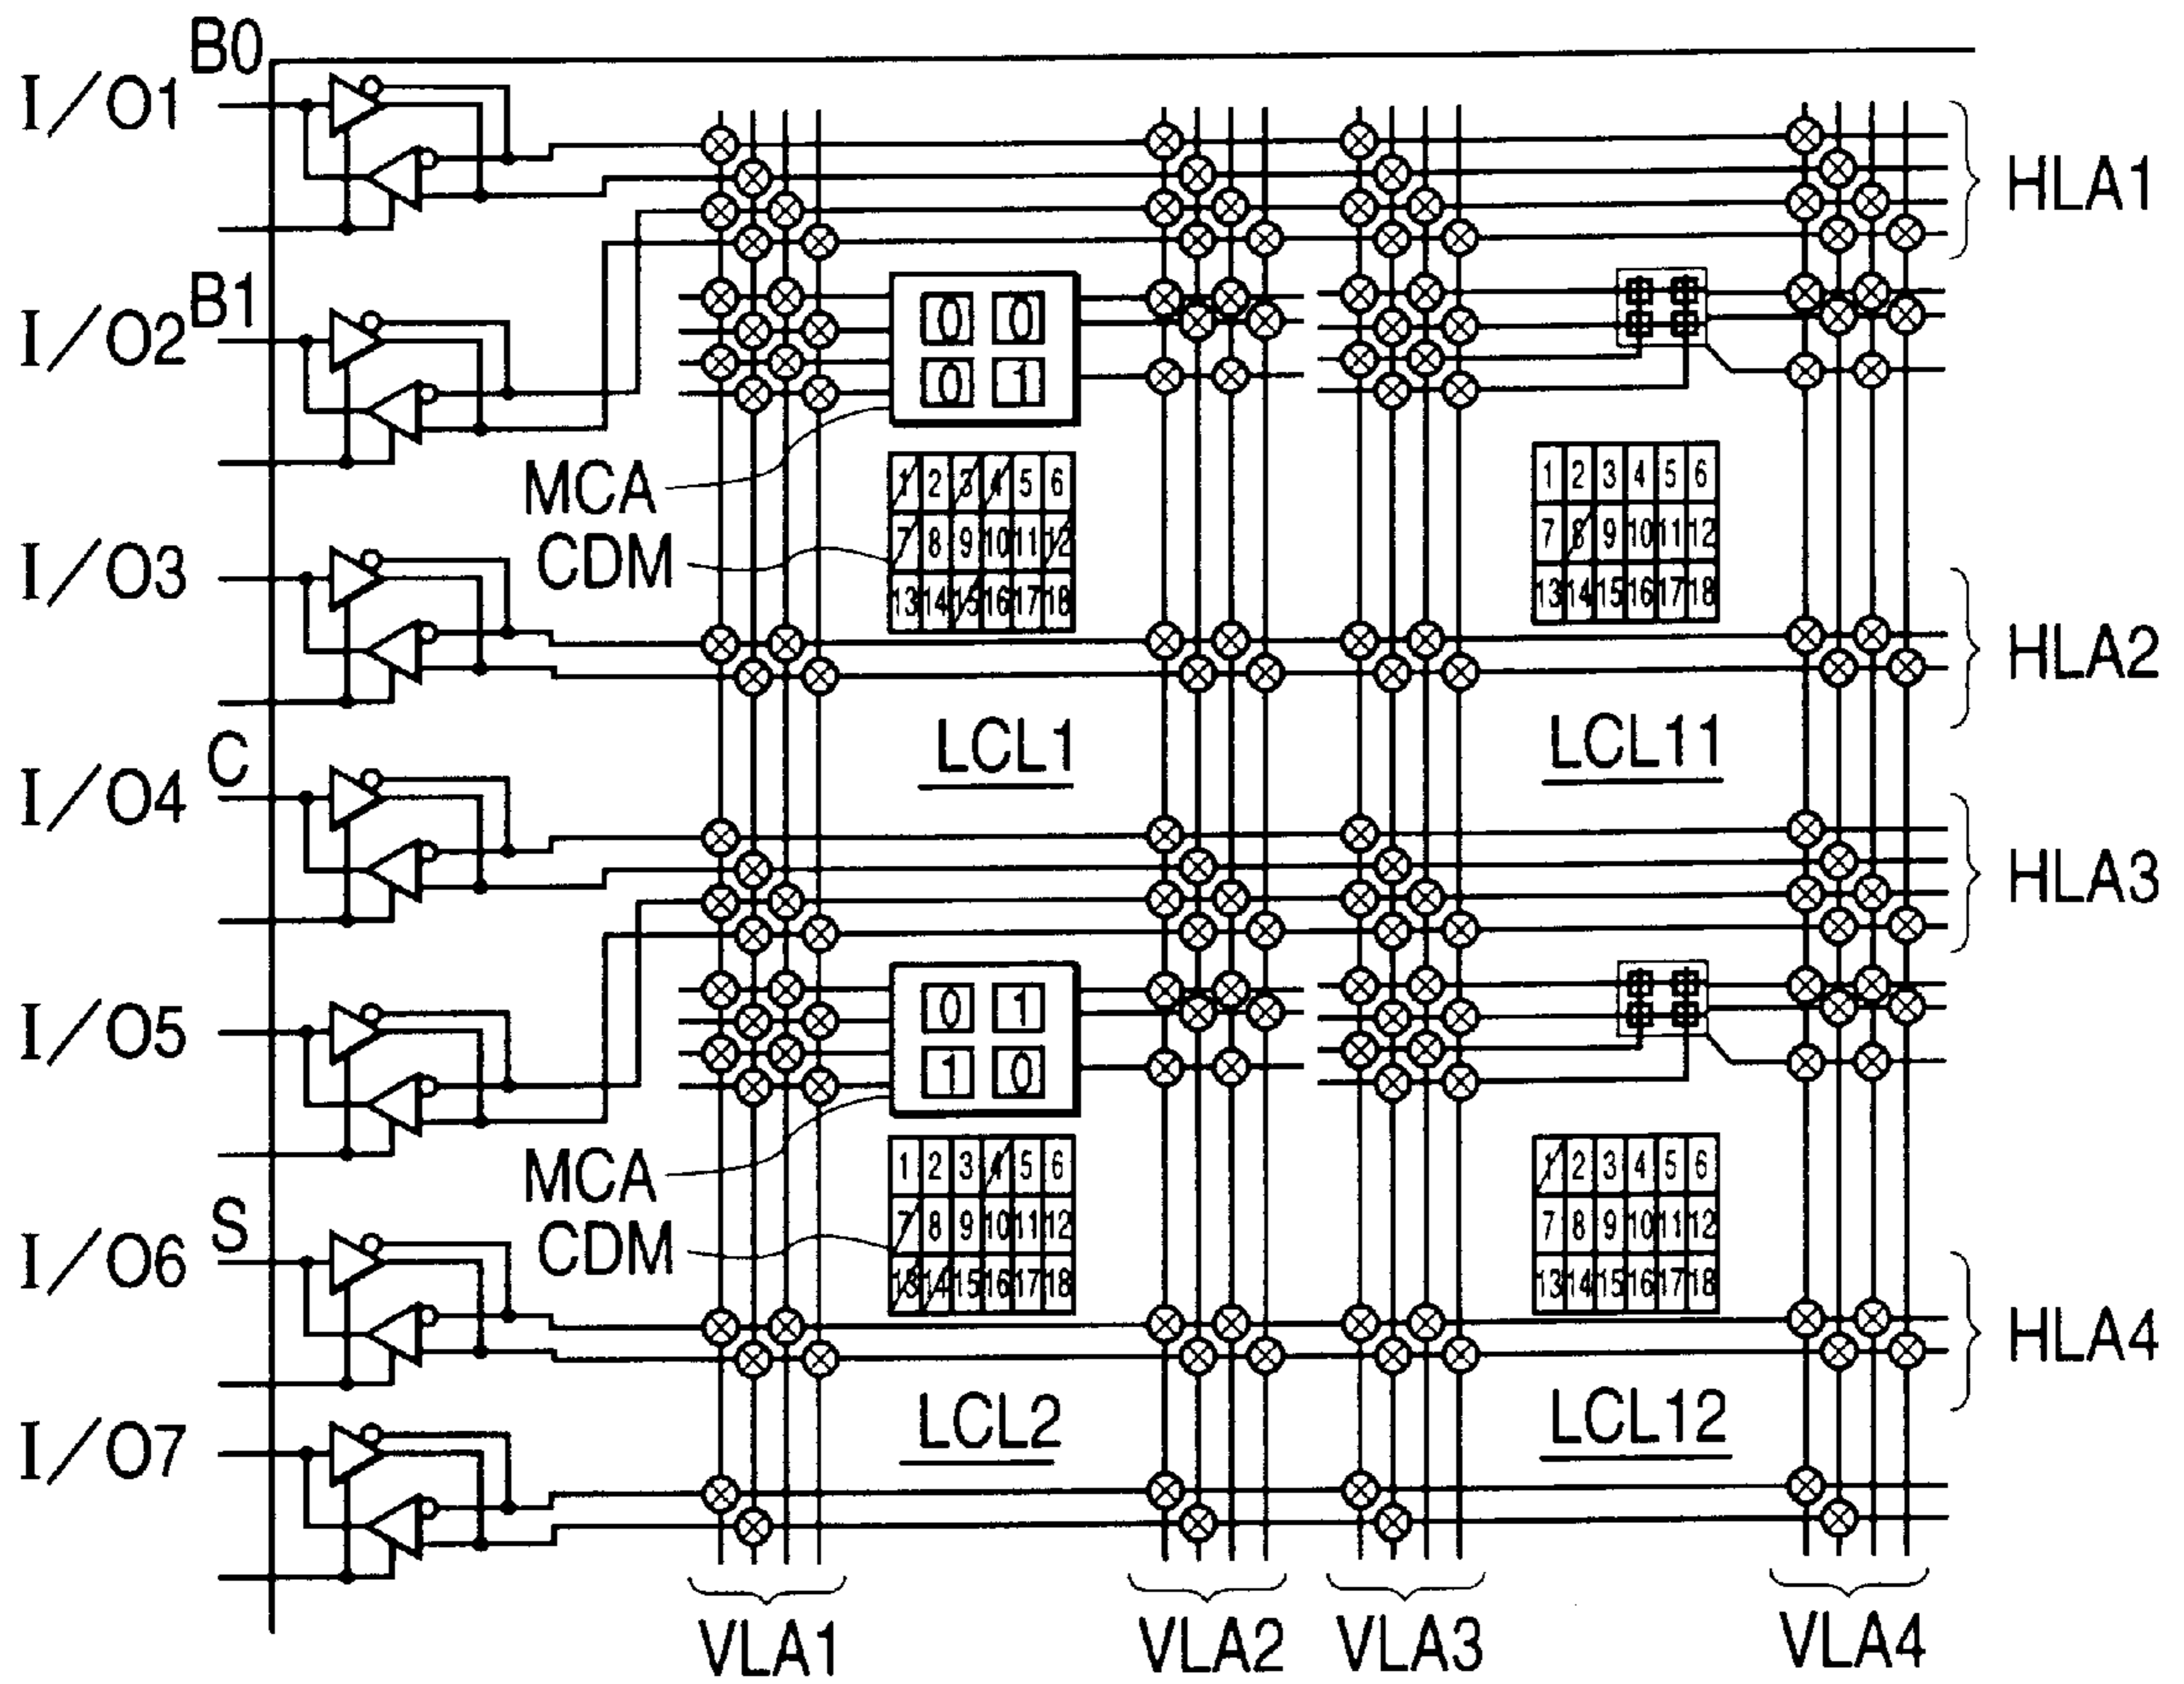 B0
I/O1
HLA1
B1
I/O2
0 0
0 1
MCA
CDM
1 2 3 4 5 6
7 8 9 10 11 12
13 14 15 16 17 18
1 2 3 4 5 6
7 8 9 10 11 12
13 14 15 16 17 18
I/O3
HLA2
LCL1
LCL11
C
I/O4
HLA3
I/O5
0 1
1 0
MCA
CDM
1 2 3 4 5 6
7 8 9 10 11 12
13 14 15 16 17 18
1 2 3 4 5 6
7 8 9 10 11 12
13 14 15 16 17 18
S
I/O6
HLA4
LCL2
LCL12
I/O7
VLA1
VLA2
VLA3
VLA4